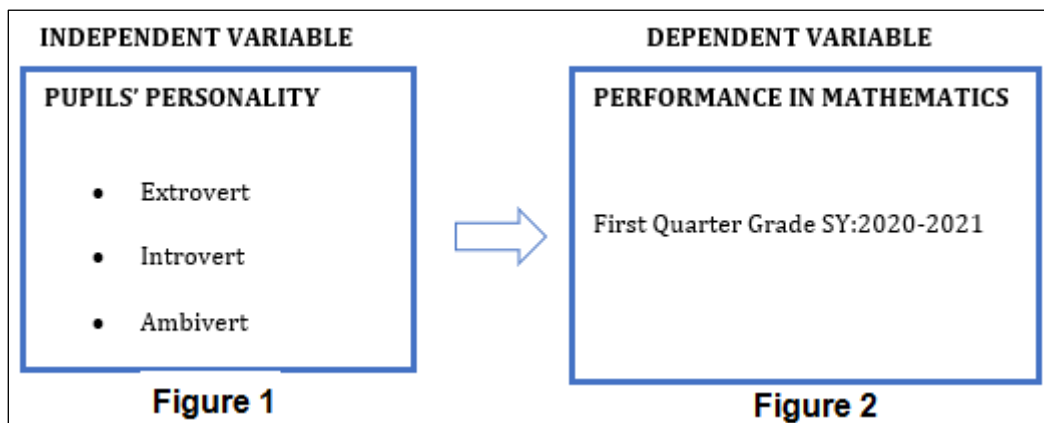 INDEPENDENT VARIABLE
PUPILS’ PERSONALITY
● Extrovert
● Introvert
● Ambivert
Figure 1
DEPENDENT VARIABLE
PERFORMANCE IN MATHEMATICS
First Quarter Grade SY:2020-2021
Figure 2